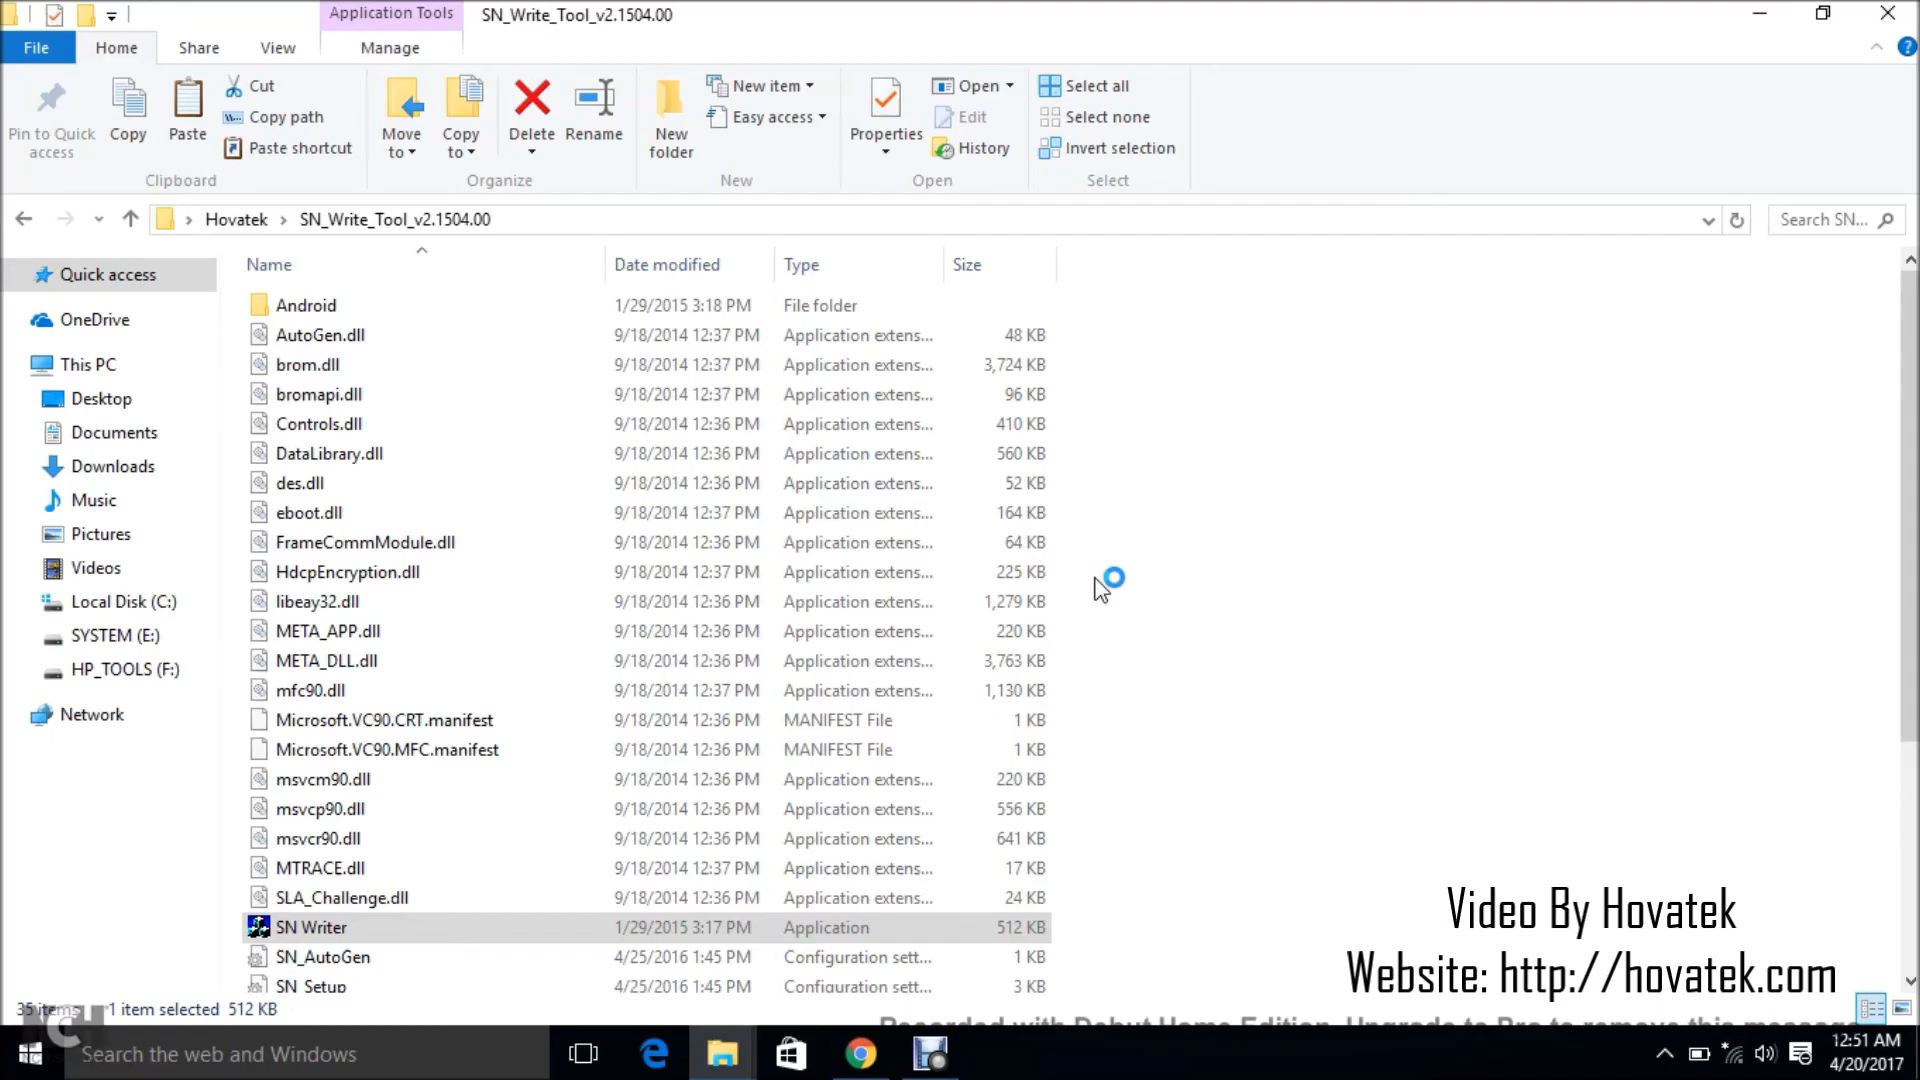 Application Tools SN_Write_Tool_v2.1504.00
File Home Share View Manage
Pin to Quick access
Copy
Paste
Cut
Copy path
Paste shortcut
Clipboard
Move to
Copy to
Delete
Rename
Organize
New folder
New item
Easy access
New
Properties
Open
Edit
History
Open
Select all
Select none
Invert selection
Select
Hovatek SN_Write_Tool_v2.1504.00 Search SN...
Quick access
OneDrive
This PC
Desktop
Documents
Downloads
Music
Pictures
Videos
Local Disk (C:)
SYSTEM (E:)
HP_TOOLS (F:)
Network
Name Date modified Type Size
Android 1/29/2015 3:18 PM File folder
AutoGen.dll 9/18/2014 12:37 PM Application extens... 48 KB
brom.dll 9/18/2014 12:37 PM Application extens... 3,724 KB
bromapi.dll 9/18/2014 12:37 PM Application extens... 96 KB
Controls.dll 9/18/2014 12:36 PM Application extens... 410 KB
DataLibrary.dll 9/18/2014 12:36 PM Application extens... 560 KB
des.dll 9/18/2014 12:36 PM Application extens... 52 KB
eboot.dll 9/18/2014 12:37 PM Application extens... 164 KB
FrameCommModule.dll 9/18/2014 12:36 PM Application extens... 64 KB
HdcpEncryption.dll 9/18/2014 12:37 PM Application extens... 225 KB
libeay32.dll 9/18/2014 12:36 PM Application extens... 1,279 KB
META_APP.dll 9/18/2014 12:36 PM Application extens... 220 KB
META_DLL.dll 9/18/2014 12:36 PM Application extens... 3,763 KB
mfc90.dll 9/18/2014 12:37 PM Application extens... 1,130 KB
Microsoft.VC90.CRT.manifest 9/18/2014 12:36 PM MANIFEST File 1 KB
Microsoft.VC90.MFC.manifest 9/18/2014 12:36 PM MANIFEST File 1 KB
msvcm90.dll 9/18/2014 12:36 PM Application extens... 220 KB
msvcp90.dll 9/18/2014 12:36 PM Application extens... 556 KB
msvcr90.dll 9/18/2014 12:36 PM Application extens... 641 KB
MTRACE.dll 9/18/2014 12:37 PM Application extens... 17 KB
SLA_Challenge.dll 9/18/2014 12:36 PM Application extens... 24 KB
SN Writer 1/29/2015 3:17 PM Application 512 KB
SN_AutoGen 4/25/2016 1:45 PM Configuration sett... 1 KB
SN_Setup 4/25/2016 1:45 PM Configuration sett... 3 KB
Video By Hovatek
Website: http://hovatek.com
35 items 1 item selected 512 KB
Recorded with Debut Home Edition. Upgrade to Pro to remove this message
Search the web and Windows
12:51 AM
4/20/2017